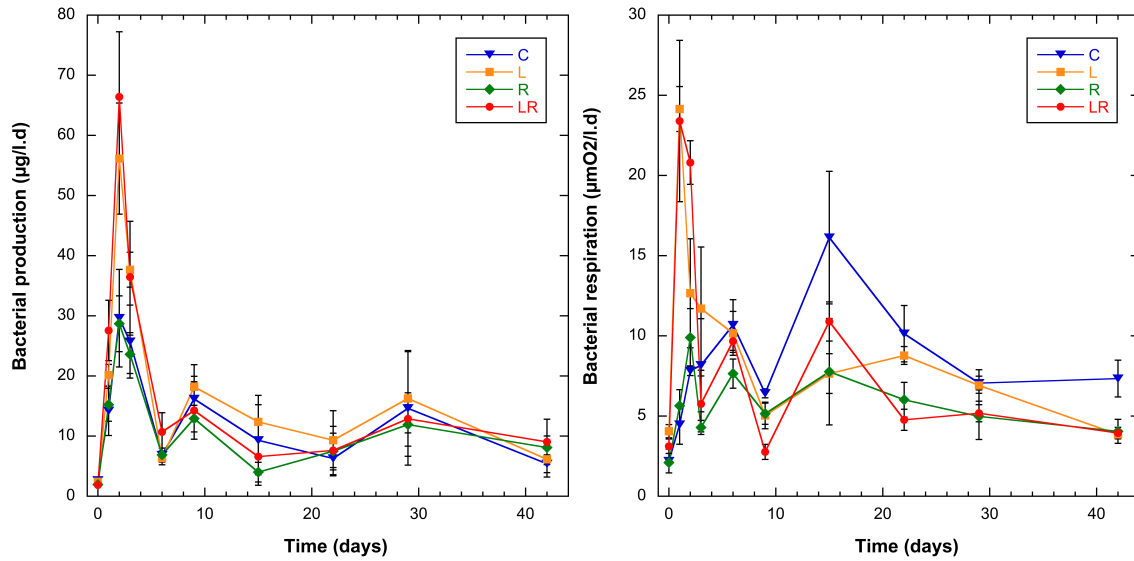 80
70
60
50
40
30
20
10
0
Bacterial production (µg/l.d)
C
L
R
LR
0 10 20 30 40
Time (days)
30
25
20
15
10
5
0
Bacterial respiration (µmO2/l.d)
C
L
R
LR
0 10 20 30 40
Time (days)